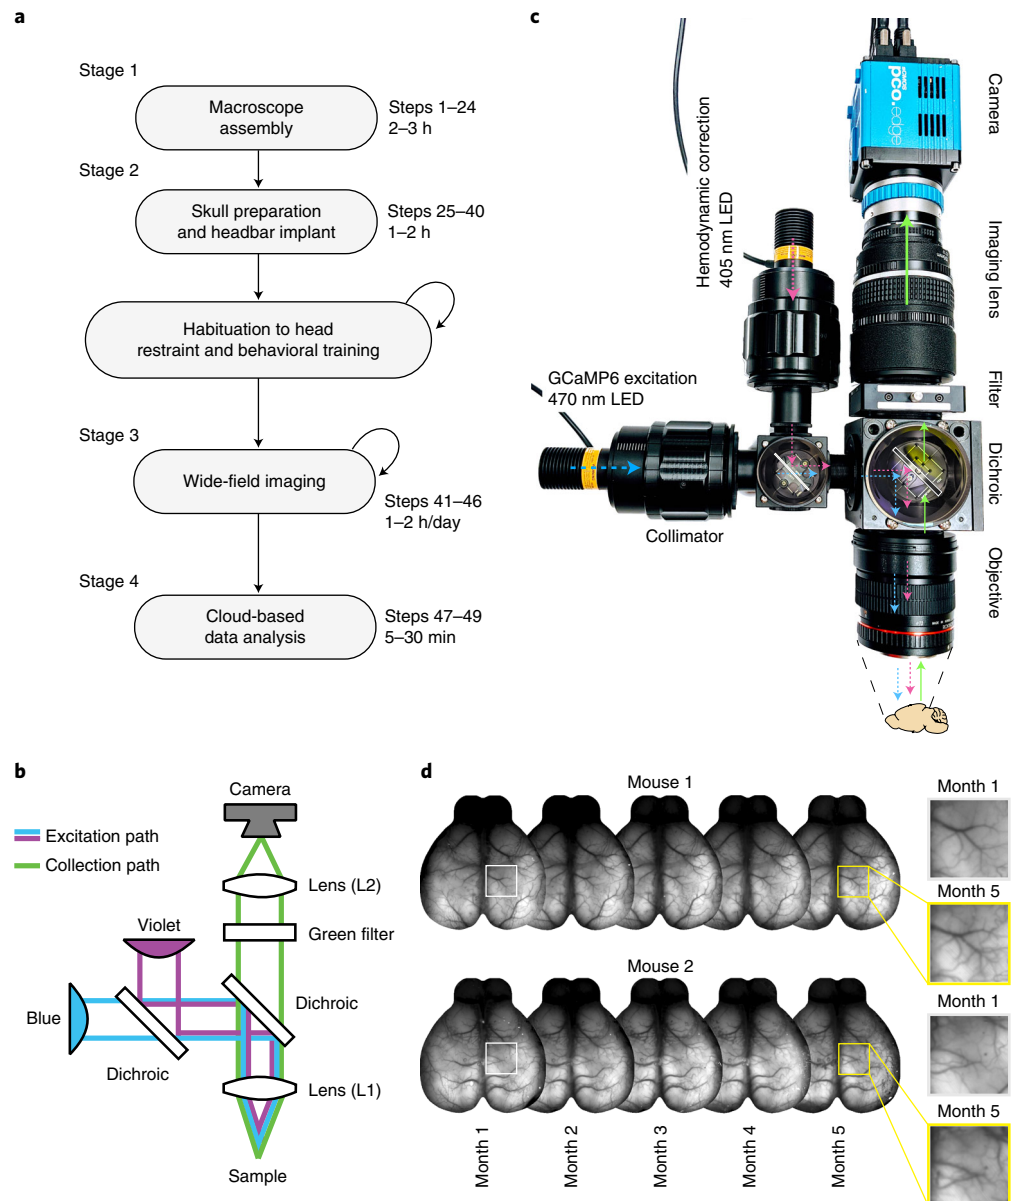 a
Stage 1
Macroscope
assembly
Steps 1–24
2–3 h
Stage 2
Skull preparation
and headbar implant
Steps 25–40
1–2 h
Habituation to head
restraint and behavioral training
Stage 3
Wide-field imaging
Steps 41–46
1–2 h/day
Stage 4
Cloud-based
data analysis
Steps 47–49
5–30 min
c
pco.edge
Camera
Hemodynamic correction
405 nm LED
Imaging lens
GCaMP6 excitation
470 nm LED
Filter
Dichroic
Collimator
Objective
b
Camera
Excitation path
Collection path
Lens (L2)
Violet
Green filter
Dichroic
Blue
Dichroic
Lens (L1)
Sample
d
Mouse 1
Month 1
Month 5
Mouse 2
Month 1
Month 5
Month 1
Month 2
Month 3
Month 4
Month 5